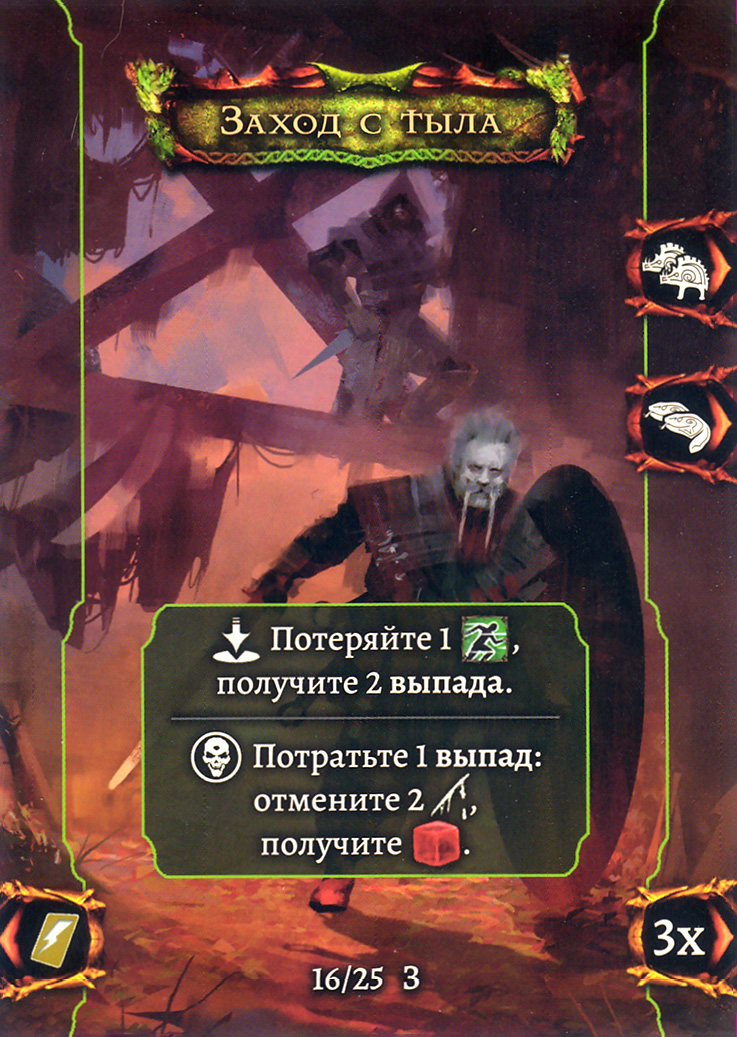 Заход с тыла
Потеряйте 1 ,
получите 2 выпада.
Потратьте 1 выпад:
отмените 2 ,
получите .
3x
16/25 3